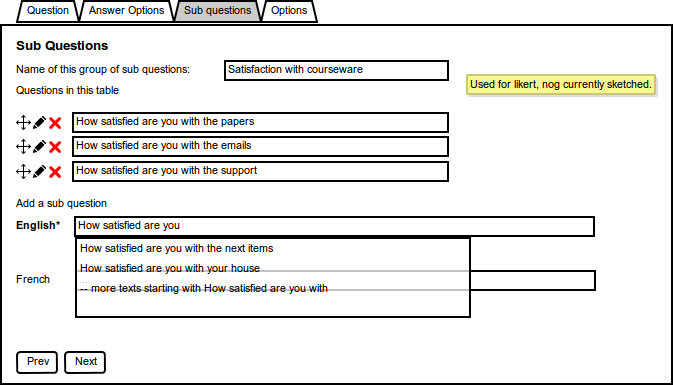 Question Answer Options Sub questions Options
Sub Questions
Name of this group of sub questions: Satisfaction with courseware
Used for likert, nog currently sketched.
Questions in this table
How satisfied are you with the papers
How satisfied are you with the emails
How satisfied are you with the support
Add a sub question
English* How satisfied are you
How satisfied are you with the next items
How satisfied are you with your house
French
-- more texts starting with How satisfied are you with
Prev Next